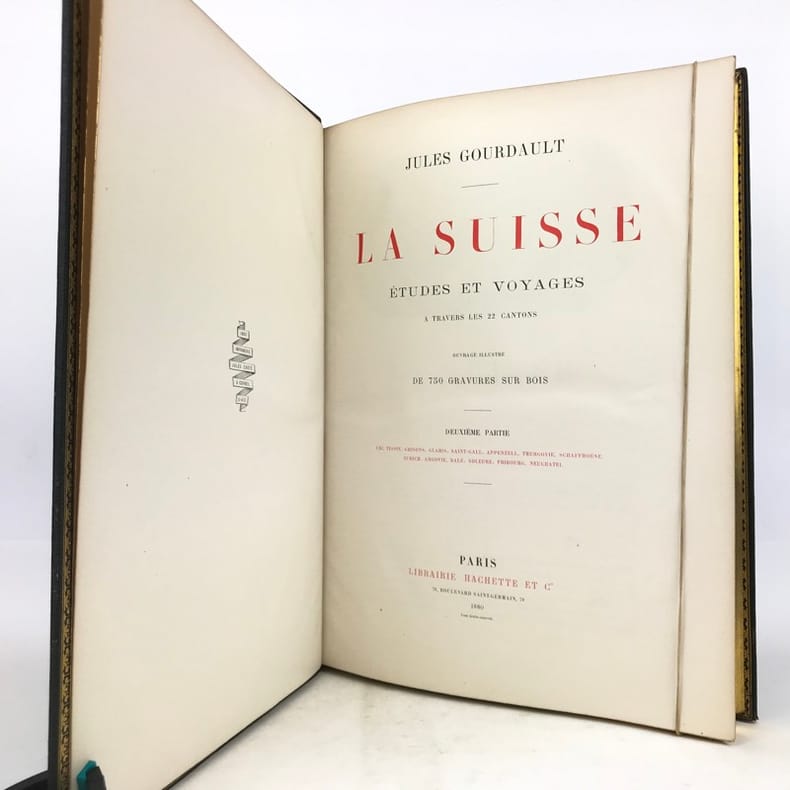 JULES GOURDAULT
LA SUISSE
ÉTUDES ET VOYAGES
A TRAVERS LES 22 CANTONS
OUVRAGE ILLUSTRÉ
DE 750 GRAVURES SUR BOIS
DEUXIÈME PARTIE
URI, TESSIN, GRISONS, GLARIS, SAINT-GALL, APPENZELL, THURGOVIE, SCHAFFHOUSE
ZURICH, ARGOVIE, BALE, SOLEURE, FRIBOURG, NEUCHATEL
PARIS
LIBRAIRIE HACHETTE ET Cie
79, BOULEVARD SAINT-GERMAIN, 79
1880